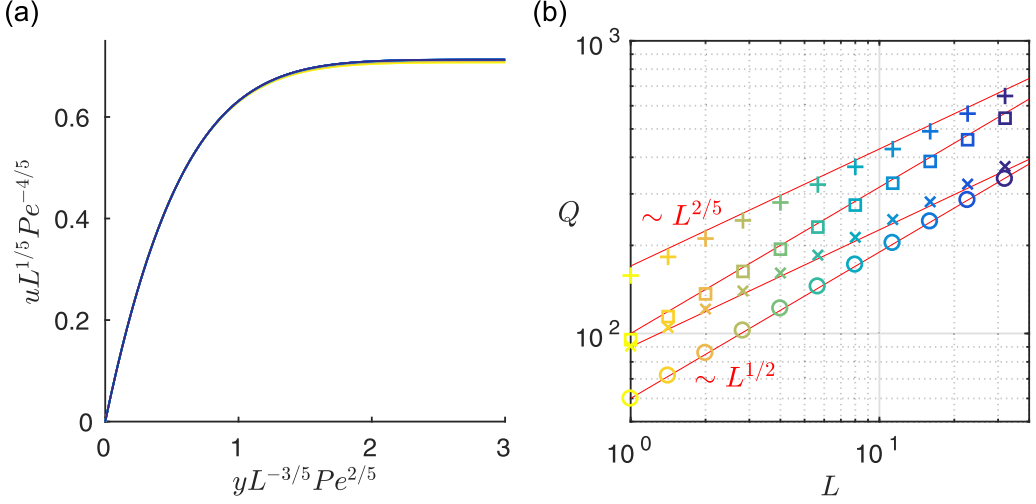 (a)
0.6
0.4
0.2
0
0 1 2 3
uL^{1/5}Pe^{-4/5}
yL^{-3/5}Pe^{2/5}
(b)
10^3
10^2
Q
~ L^{2/5}
~ L^{1/2}
10^0 10^1
L